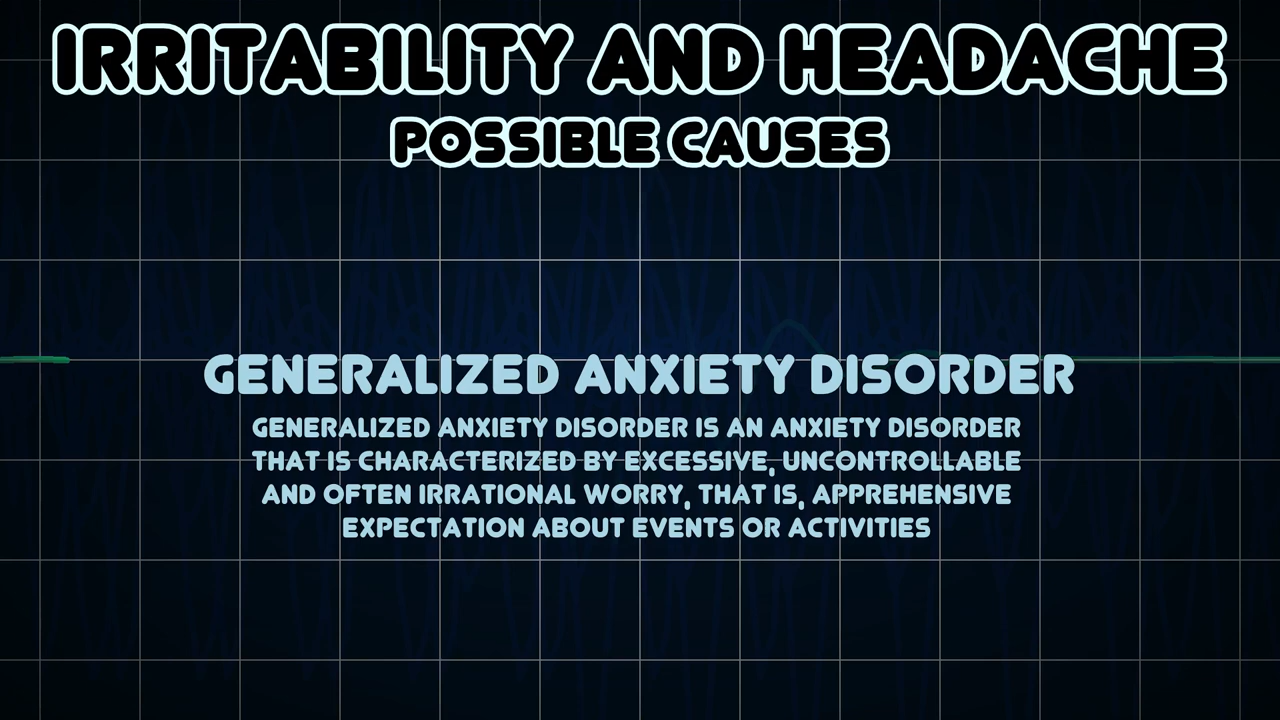 IRRITABILITY AND HEADACHE
POSSIBLE CAUSES
GENERALIZED ANXIETY DISORDER
GENERALIZED ANXIETY DISORDER IS AN ANXIETY DISORDER
THAT IS CHARACTERIZED BY EXCESSIVE, UNCONTROLLABLE
AND OFTEN IRRATIONAL WORRY, THAT IS, APPREHENSIVE
EXPECTATION ABOUT EVENTS OR ACTIVITIES